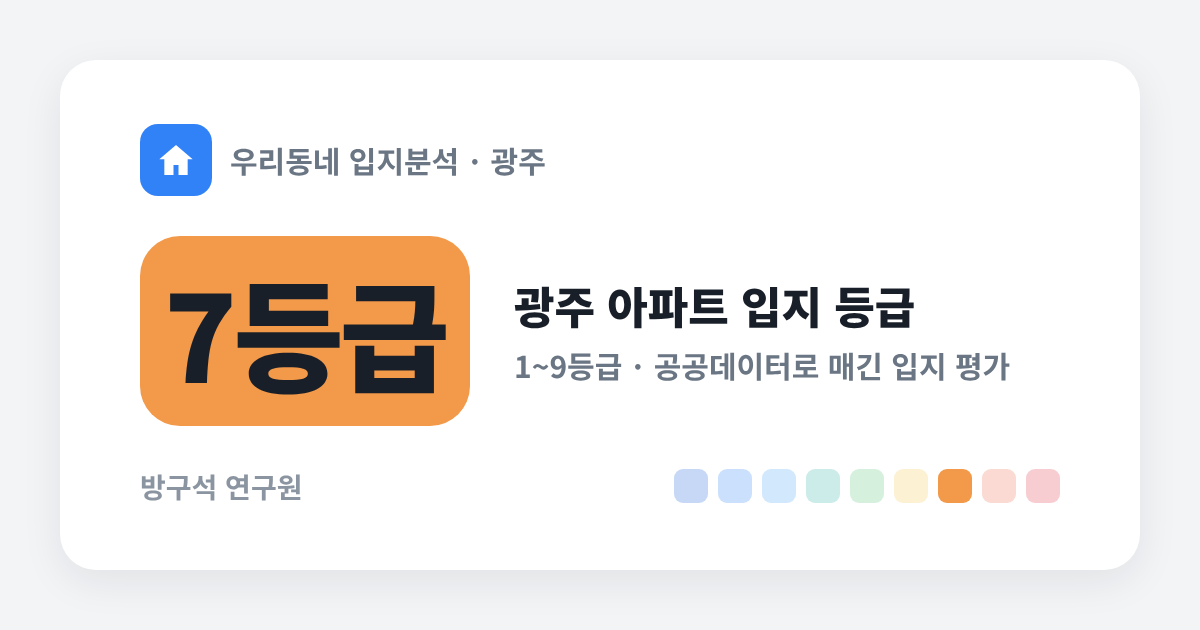 우리동네 입지분석 · 광주
7등급
광주 아파트 입지 등급
1~9등급 · 공공데이터로 매긴 입지 평가
방구석 연구원